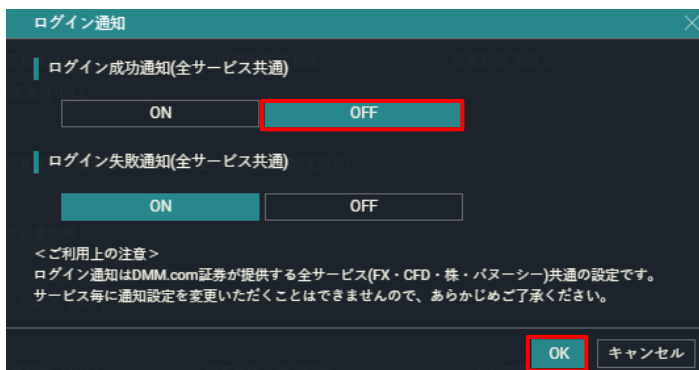 ログイン通知
ログイン成功通知(全サービス共通)
ON OFF
ログイン失敗通知(全サービス共通)
ON OFF
＜ご利用上の注意＞
ログイン通知はDMM.com証券が提供する全サービス(FX・CFD・株・バヌーシー)共通の設定です。
サービス毎に通知設定を変更いただくことはできませんので、あらかじめご了承ください。
OK キャンセル